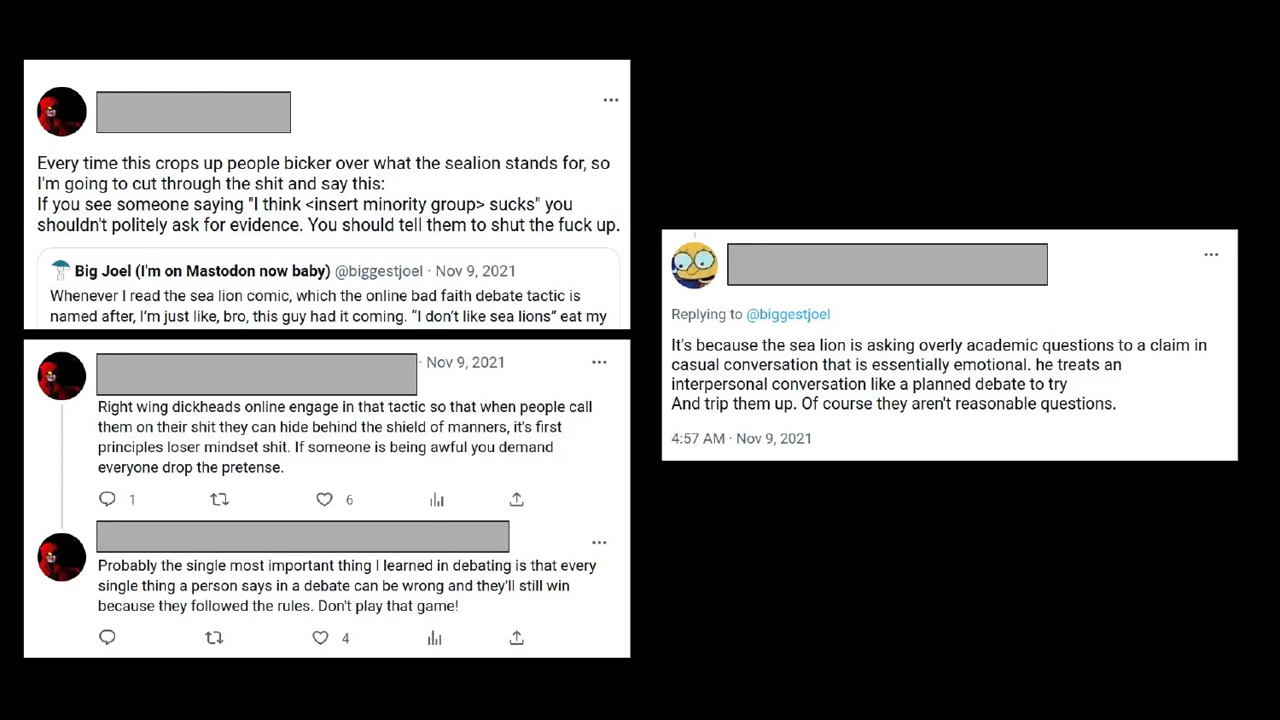 Every time this crops up people bicker over what the sealion stands for, so
I'm going to cut through the shit and say this:
If you see someone saying "I think <insert minority group> sucks" you
shouldn't politely ask for evidence. You should tell them to shut the fuck up.
Big Joel (I'm on Mastodon now baby) @biggestjoel · Nov 9, 2021
Whenever I read the sea lion comic, which the online bad faith debate tactic is
named after, I'm just like, bro, this guy had it coming. “I don't like sea lions” eat my
· Nov 9, 2021
Right wing dickheads online engage in that tactic so that when people call
them on their shit they can hide behind the shield of manners, it's first
principles loser mindset shit. If someone is being awful you demand
everyone drop the pretense.
1 6
Probably the single most important thing I learned in debating is that every
single thing a person says in a debate can be wrong and they'll still win
because they followed the rules. Don't play that game!
4
Replying to @biggestjoel
It's because the sea lion is asking overly academic questions to a claim in
casual conversation that is essentially emotional. he treats an
interpersonal conversation like a planned debate to try
And trip them up. Of course they aren't reasonable questions.
4:57 AM · Nov 9, 2021